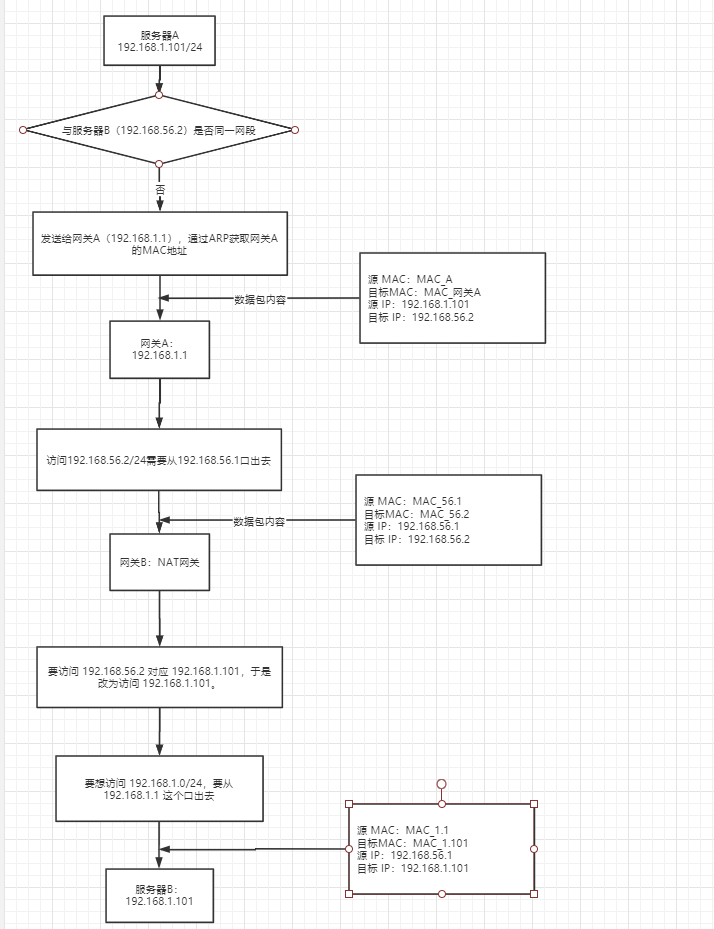 服务器A
192.168.1.101/24
与服务器B（192.168.56.2）是否同一网段
否
发送给网关A（192.168.1.1），通过ARP获取网关A
的MAC地址
源 MAC：MAC_A
目标MAC：MAC_网关A
源 IP：192.168.1.101
目标 IP：192.168.56.2
数据包内容
网关A：
192.168.1.1
访问192.168.56.2/24需要从192.168.56.1口出去
源 MAC：MAC_56.1
目标MAC：MAC_56.2
源 IP：192.168.56.1
目标 IP：192.168.56.2
数据包内容
网关B：NAT网关
要访问 192.168.56.2 对应 192.168.1.101，于是
改为访问 192.168.1.101。
要想访问 192.168.1.0/24，要从
192.168.1.1 这个口出去
源 MAC：MAC_1.1
目标MAC：MAC_1.101
源 IP：192.168.56.1
目标 IP：192.168.1.101
服务器B：
192.168.1.101